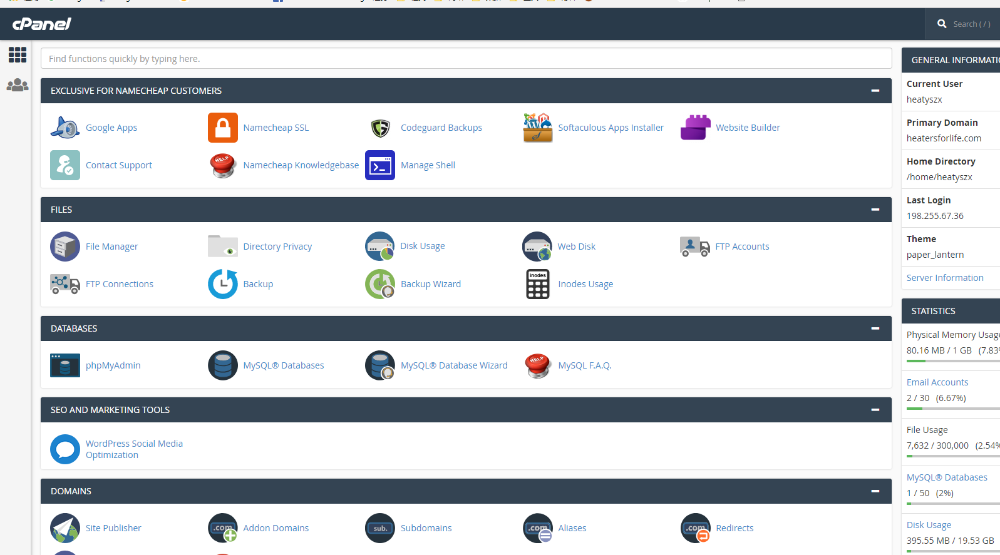 cPanel
Search ( / )
Find functions quickly by typing here.
EXCLUSIVE FOR NAMECHEAP CUSTOMERS
Google Apps
Namecheap SSL
Codeguard Backups
Softaculous Apps Installer
Website Builder
Contact Support
HELP
Namecheap Knowledgebase
Manage Shell
FILES
File Manager
Directory Privacy
Disk Usage
Web Disk
FTP Accounts
FTP Connections
Backup
Backup Wizard
inodes
Inodes Usage
DATABASES
phpMyAdmin
MySQL® Databases
MySQL® Database Wizard
HELP
MySQL F.A.Q.
SEO AND MARKETING TOOLS
WordPress Social Media
Optimization
DOMAINS
Site Publisher
.com
Addon Domains
sub.
Subdomains
.com
Aliases
.com
Redirects
GENERAL INFORMATIO
Current User
heatyszx
Primary Domain
heatersforlife.com
Home Directory
/home/heatyszx
Last Login
198.255.67.36
Theme
paper_lantern
Server Information
STATISTICS
Physical Memory Usage
80.16 MB / 1 GB (7.83%
Email Accounts
2 / 30 (6.67%)
File Usage
7,632 / 300,000 (2.54%
MySQL® Databases
1 / 50 (2%)
Disk Usage
395.55 MB / 19.53 GB